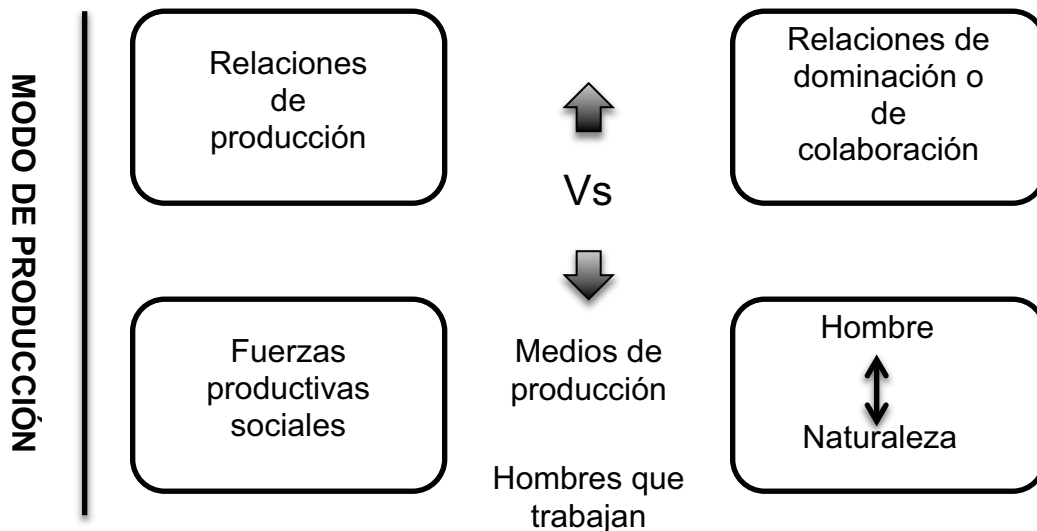 MODO DE PRODUCCIÓN
Relaciones
de
producción
Vs
Relaciones de
dominación o
de
colaboración
Fuerzas
productivas
sociales
Medios de
producción
Hombres que
trabajan
Hombre
Naturaleza